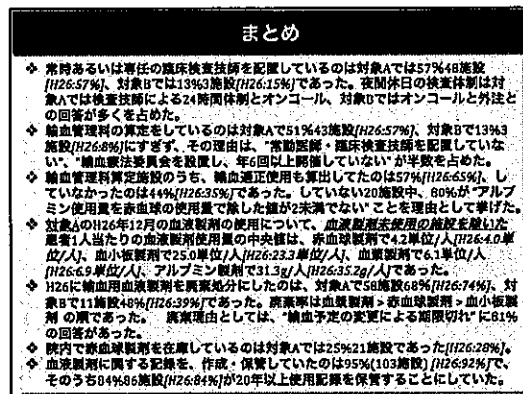 まとめ
❖ 常時あるいは専任の臨床検査技師を配置しているのは対象Aでは57%48施設
[H26:57%]、対象Bでは13%3施設[H26:15%]であった。夜間休日の検査体制は対
象Aでは検査技師による24時間体制とオンコール、対象Bではオンコールと外注と
の回答が多くを占めた。
❖ 輸血管理料の算定をしているのは対象Aで51%43施設[H26:57%]、対象Bで13%3
施設[H26:8%]にすぎず、その理由は、"常勤医師・臨床検査技師を配置していな
い"、"輸血療法委員会を設置し、年6回以上開催していない"が半数を占めた。
❖ 輸血管理料算定施設のうち、輸血適正使用も算出してたのは57%[H26:65%]、し
ていなかったのは44%[H26:35%]であった。していない20施設中、80%が"アルブ
ミン使用量を赤血球の使用量で除した値が2未満でない"ことを理由として挙げた。
❖ 対象AのH26年12月の血液製剤の使用について、血液製剤未使用の施設を除いた
患者1人当たりの血液製剤使用量の中央値は、赤血球製剤で4.2単位/人[H26:4.0単
位/人]、血小板製剤で25.0単位/人[H26:23.3単位/人]、血漿製剤で6.1単位/人
[H26:6.9単位/人]、アルブミン製剤で31.3g/人[H26:35.2g/人]であった。
❖ H26に輸血用血液製剤を廃棄処分にしたのは、対象Aで58施設68%[H26:74%]、対
象Bで11施設48%[H26:39%]であった。廃棄率は血漿製剤>赤血球製剤>血小板製
剤 の順であった。 廃棄理由としては、"輸血予定の変更による期限切れ"に81%
の回答があった。
❖ 院内で赤血球製剤を在庫しているのは対象Aでは25%21施設であった[H26:28%]。
❖ 血液製剤に関する記録を、作成・保管していたのは95%(103施設) [H26:92%]で、
そのうち84%86施設[H26:84%]が20年以上使用記録を保管することにしていた。